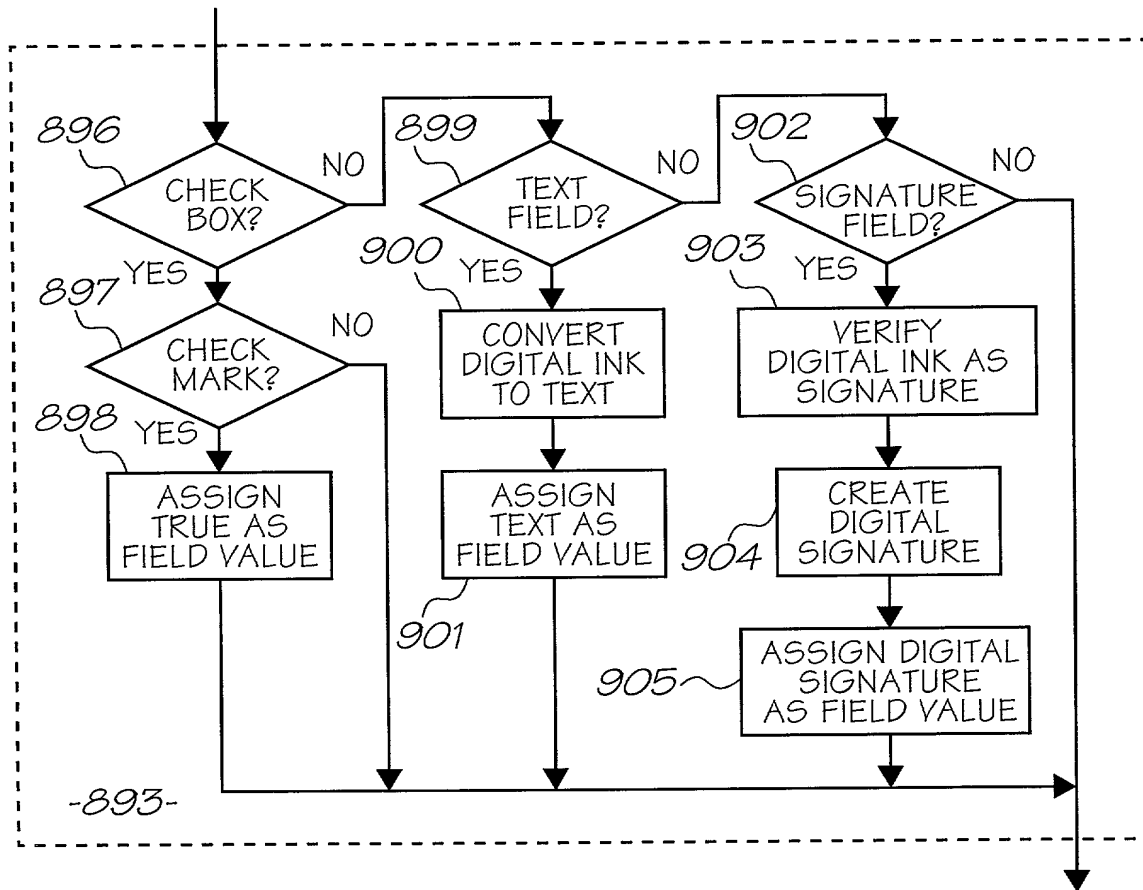 896
CHECK
BOX?
NO
YES
897
CHECK
MARK?
NO
YES
898
ASSIGN
TRUE AS
FIELD VALUE
899
TEXT
FIELD?
NO
YES
900
CONVERT
DIGITAL INK
TO TEXT
ASSIGN
TEXT AS
FIELD VALUE
901
902
SIGNATURE
FIELD?
NO
YES
903
VERIFY
DIGITAL INK AS
SIGNATURE
CREATE
DIGITAL
SIGNATURE
904
ASSIGN DIGITAL
SIGNATURE
AS FIELD VALUE
905
-893-